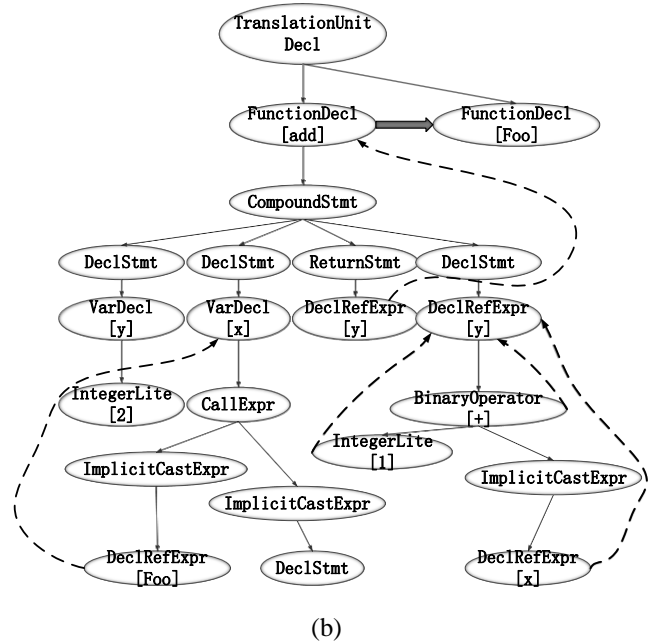 TranslationUnit
Decl
FunctionDecl
[add]
FunctionDecl
[Foo]
CompoundStmt
DeclStmt
DeclStmt
ReturnStmt
DeclStmt
VarDecl
[y]
VarDecl
[x]
DeclRefExpr
[y]
DeclRefExpr
[y]
IntegerLite
[2]
CallExpr
BinaryOperator
[+]
IntegerLite
[1]
ImplicitCastExpr
ImplicitCastExpr
ImplicitCastExpr
DeclRefExpr
[Foo]
DeclStmt
DeclRefExpr
[x]
(b)